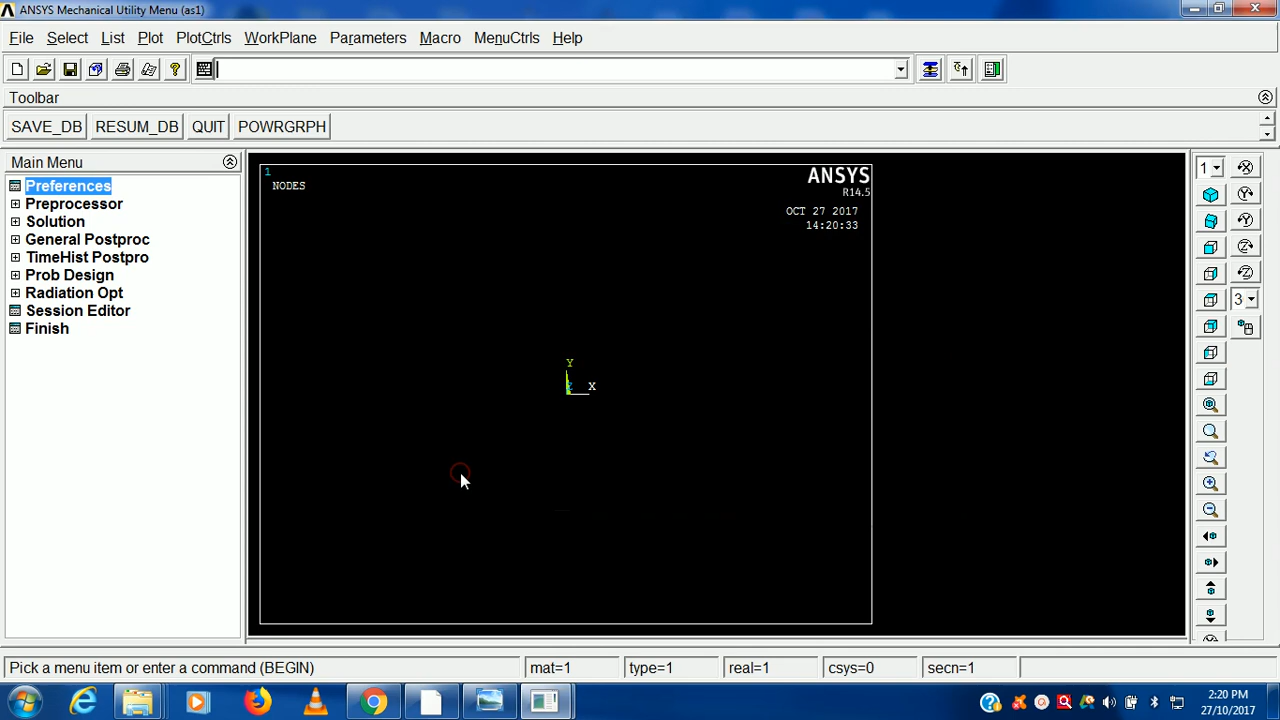 ANSYS Mechanical Utility Menu (as1)
File Select List Plot PlotCtrls WorkPlane Parameters Macro MenuCtrls Help
Toolbar
SAVE_DB RESUM_DB QUIT POWRGRPH
Main Menu
Preferences
Preprocessor
Solution
General Postproc
TimeHist Postpro
Prob Design
Radiation Opt
Session Editor
Finish
1
NODES
ANSYS
R14.5
OCT 27 2017
14:20:33
Y
X
1
3
Pick a menu item or enter a command (BEGIN) mat=1 type=1 real=1 csys=0 secn=1
2:20 PM
27/10/2017